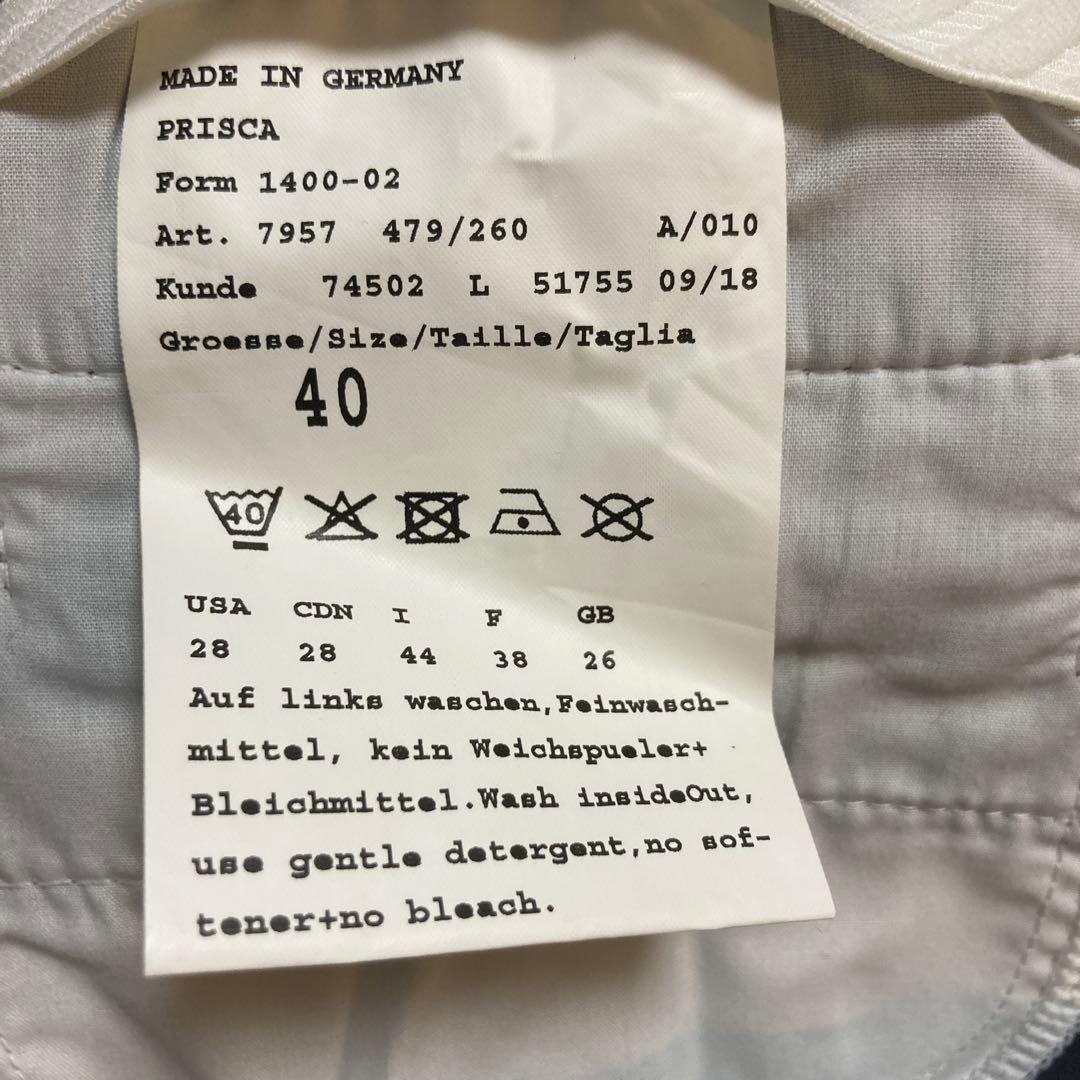 MADE IN GERMANY
PRISCA
Form 1400-02
Art. 7957 479/260 A/010
Kunde 74502 L 51755 09/18
Groesse/Size/Taille/Taglia
40
40
USA CDN I F GB
28 28 44 38 26
Auf links waschen,Feinwasch-
mittel, kein Weichspueler+
Bleichmittel.Wash insideOut,
use gentle detergent,no sof-
tener+no bleach.